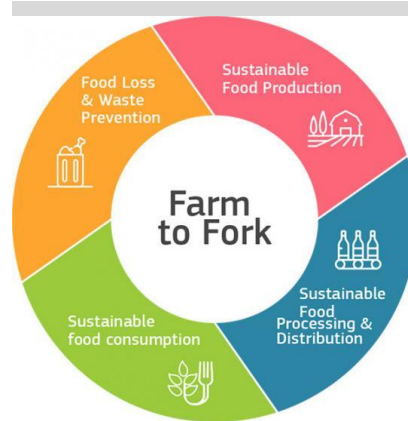 Food Loss
& Waste
Prevention
Sustainable
Food Production
Farm
to Fork
Sustainable
Food
Processing &
Distribution
Sustainable
food consumption